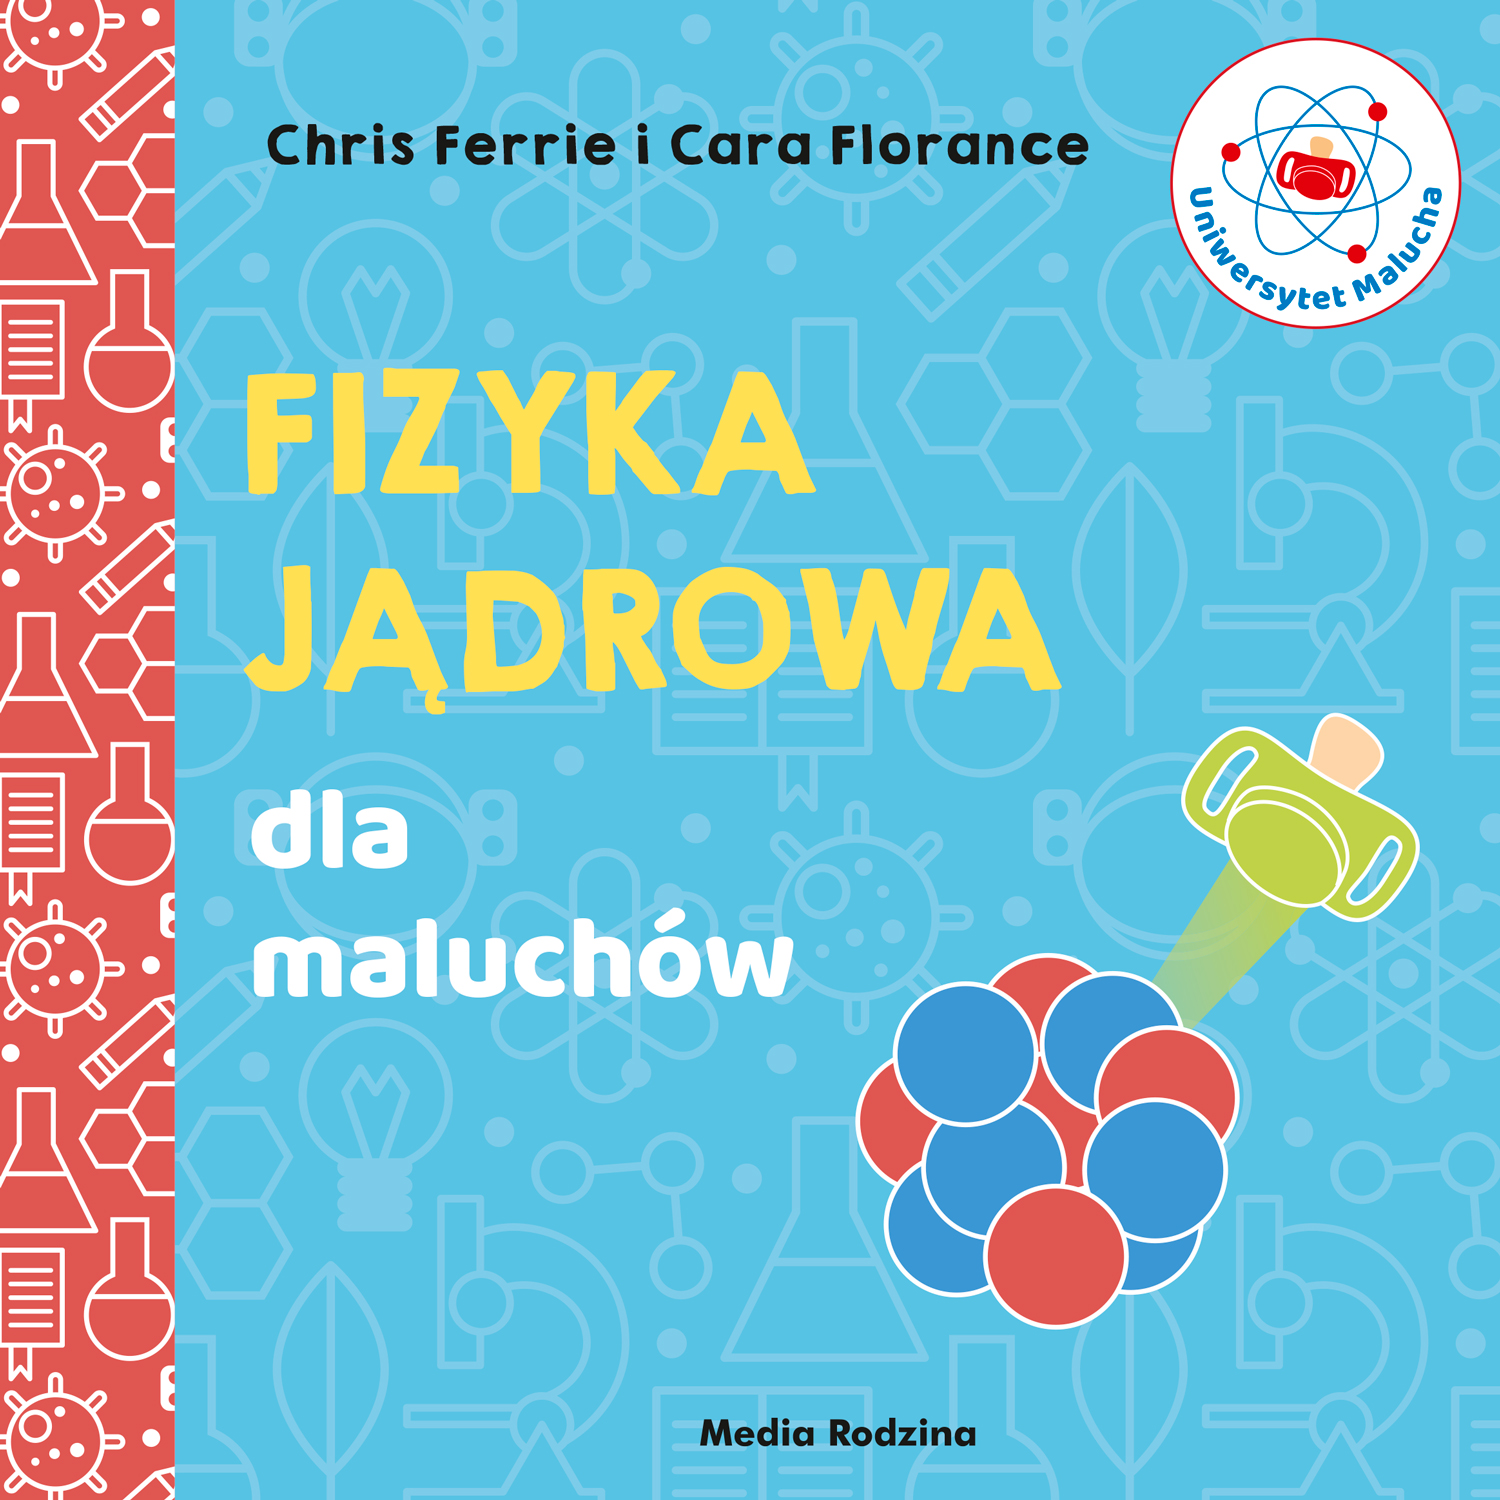 Chris Ferrie i Cara Florance
Uniwersytet Malucha
FIZYKA
JĄDROWA
dla
maluchów
Media Rodzina